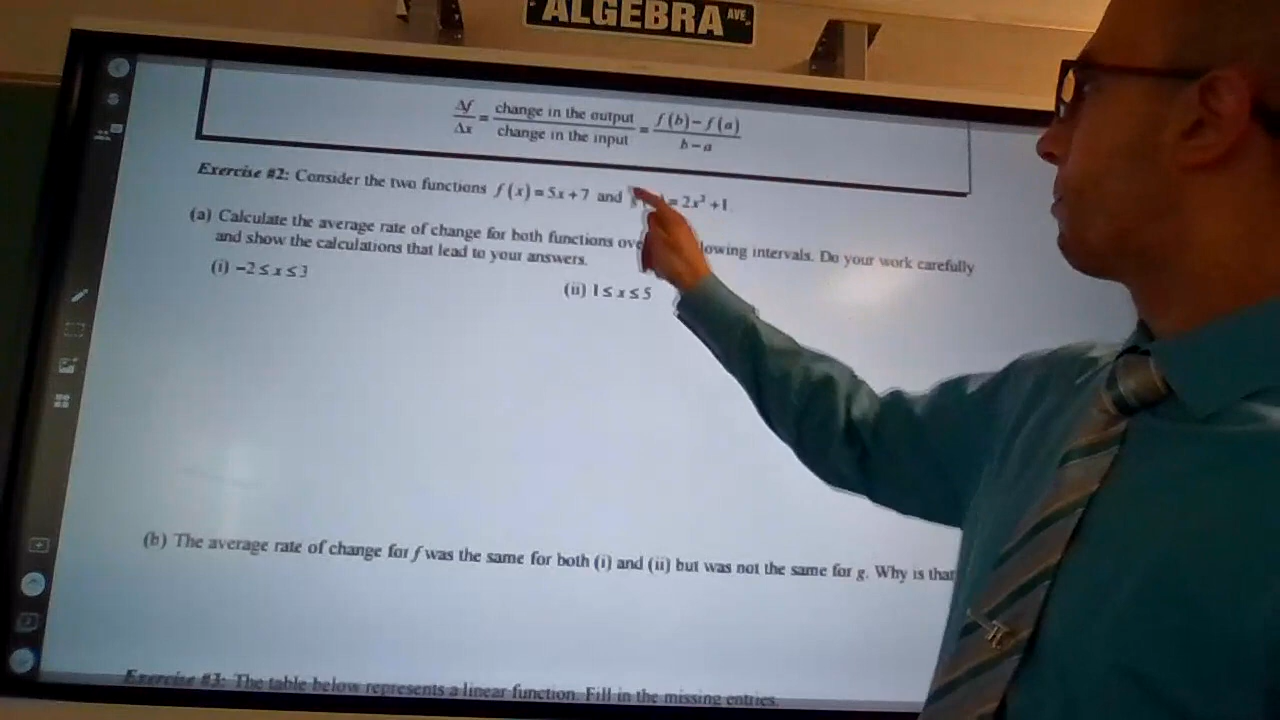 ALGEBRA AVE
Δf/Δx = change in the output/change in the input = f(b)−f(a)/b−a
Exercise #2: Consider the two functions f(x)=5x+7 and = 2x²+1.
(a) Calculate the average rate of change for both functions lowing intervals. Do your work carefully
and show the calculations that lead to your answers.
(i) −2≤x≤3
(ii) 1≤x≤5
(b) The average rate of change for f was the same for both (i) and (ii) but was not the same for g. Why is that
Exercise #3: The table below represents a linear function. Fill in the missing entries.